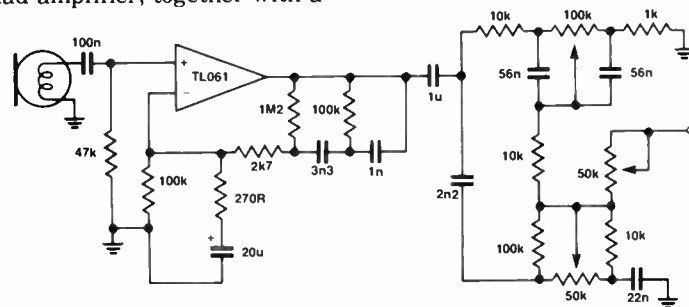 ad amplifier, together with a
100n
+
TL061
−
47k
100k
270R
+
20u
2k7
1M2
3n3
100k
1n
1u
2n2
10k
100k
1k
56n
56n
10k
50k
100k
10k
50k
22n